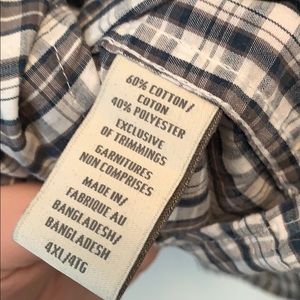 60% COTTON/
COTON
40% POLYESTER
EXCLUSIVE
OF TRIMMINGS
GARNITURES
NON COMPRISES
MADE IN/
FABRIQUE AU
BANGLADESH/
BANGLADESH
4XL/4TG